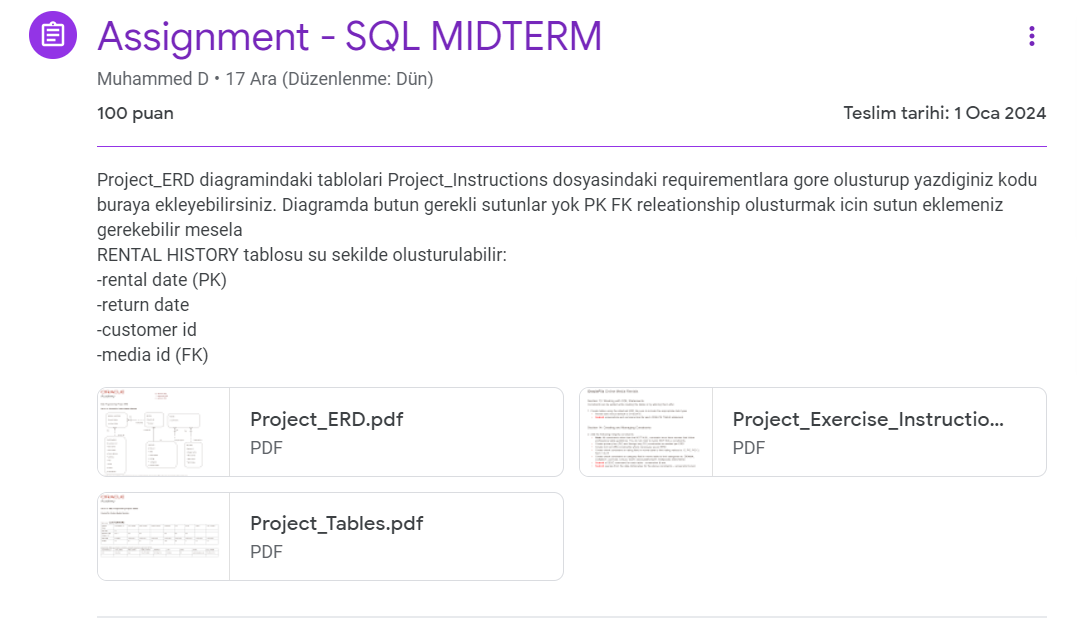 Assignment - SQL MIDTERM
Muhammed D • 17 Ara (Düzenlenme: Dün)
100 puan
Teslim tarihi: 1 Oca 2024
Project_ERD diagramindaki tablolari Project_Instructions dosyasindaki requirementlara gore olusturup yazdiginiz kodu
buraya ekleyebilirsiniz. Diagramda butun gerekli sutunlar yok PK FK releationship olusturmak icin sutun eklemeniz
gerekebilir mesela
RENTAL HISTORY tablosu su sekilde olusturulabilir:
-rental date (PK)
-return date
-customer id
-media id (FK)
Project_ERD.pdf
PDF
Project_Exercise_Instructio...
PDF
Project_Tables.pdf
PDF